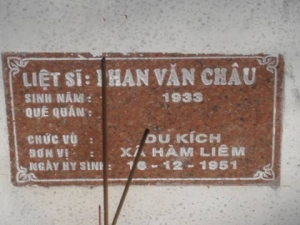 LIỆT SĨ: PHAN VĂN CHÂU
SINH NĂM: 1933
QUÊ QUÁN:
CHỨC VỤ: DU KÍCH
ĐƠN VỊ: XÃ HÀM LIÊM
NGÀY HY SINH: 16-12-1951